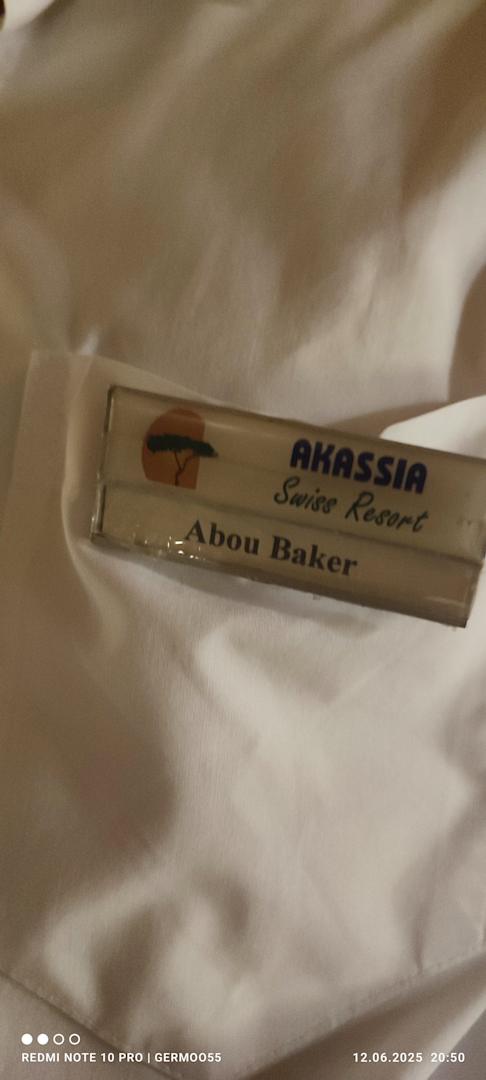 AKASSIA
Swiss Resort
Abou Baker
REDMI NOTE 10 PRO | GERMOO55
12.06.2025 20:50